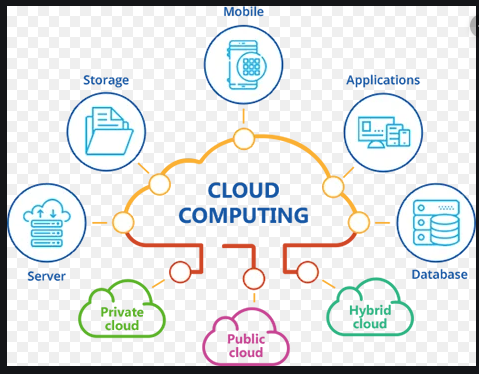 Mobile
Storage
Applications
CLOUD
COMPUTING
Server
Database
Private
cloud
Public
cloud
Hybrid
cloud